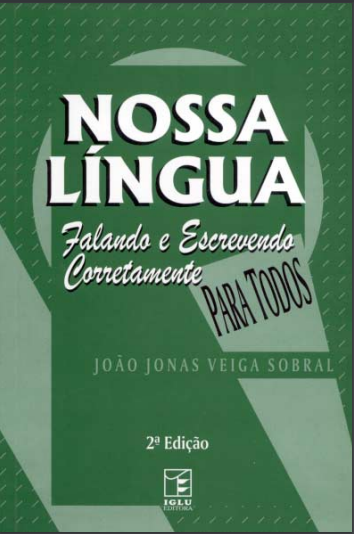 NOSSA
LÍNGUA
Falando e Escrevendo
Corretamente
PARA TODOS
JOÃO JONAS VEIGA SOBRAL
2ª Edição
IGLU
EDITORA